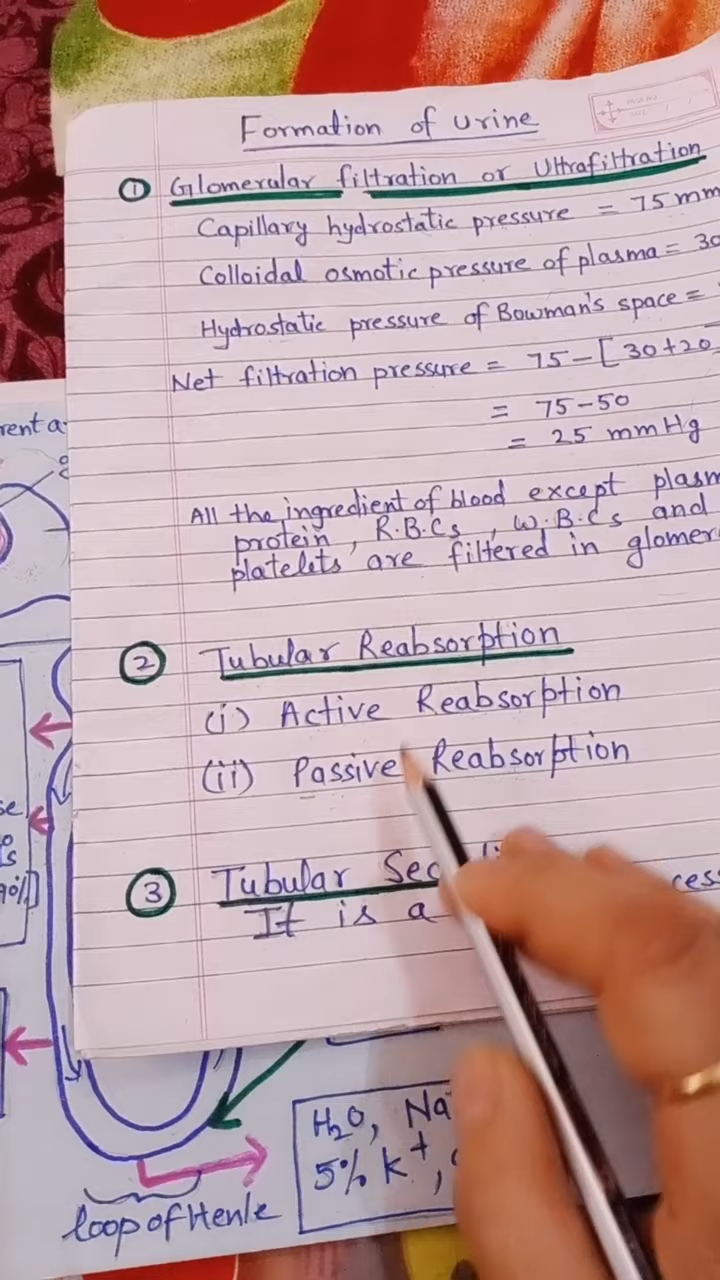 Formation of urine
① Glomerular filtration or Ultrafiltration
Capillary hydrostatic pressure = 75 mm
Colloidal osmotic pressure of plasma = 30
Hydrostatic pressure of Bowman's space =
Net filtration pressure = 75 - [30+20
= 75-50
= 25 mmHg
All the ingredient of blood except plasm
protein, R.B.Cs, W.B.Cs and
platelets are filtered in glomer
② Tubular Reabsorption
(i) Active Reabsorption
(ii) Passive Reabsorption
③ Tubular Sec
It is a cess
rent a
se
H₂O, Na
5% K⁺,
loop of Henle